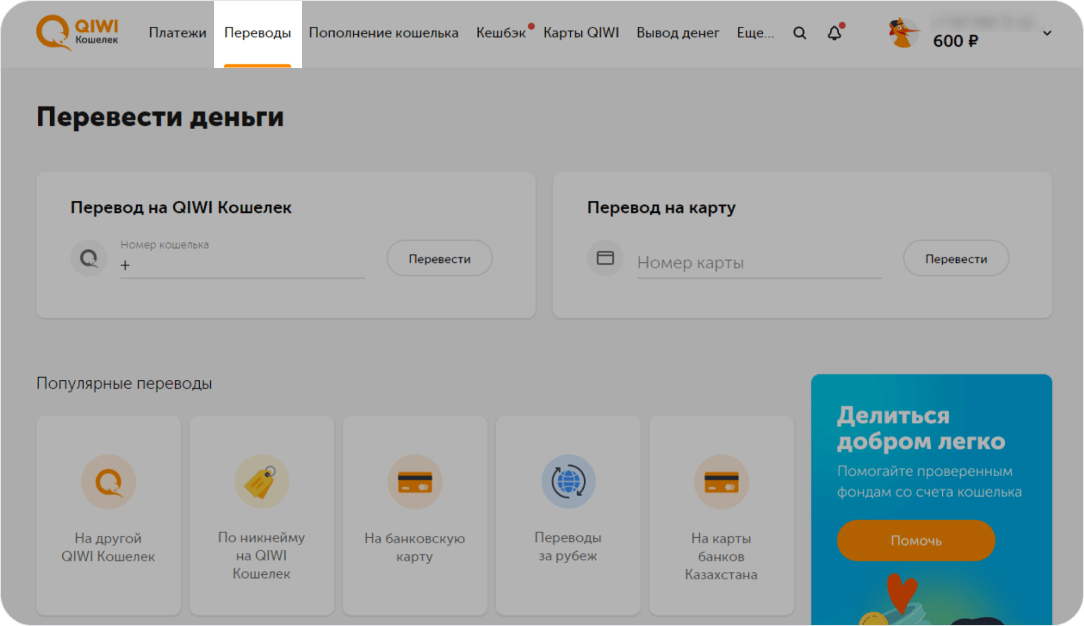 QIWI
Кошелек
Платежи Переводы Пополнение кошелька Кешбэк Карты QIWI Вывод денег Еще...
600 ₽
Перевести деньги
Перевод на QIWI Кошелек
Номер кошелька
+
Перевести
Перевод на карту
Номер карты
Перевести
Популярные переводы
На другой
QIWI Кошелек
По никнейму
на QIWI
Кошелек
На банковскую
карту
Переводы
за рубеж
На карты
банков
Казахстана
Делиться
добром легко
Помогайте проверенным
фондам со счета кошелька
Помочь